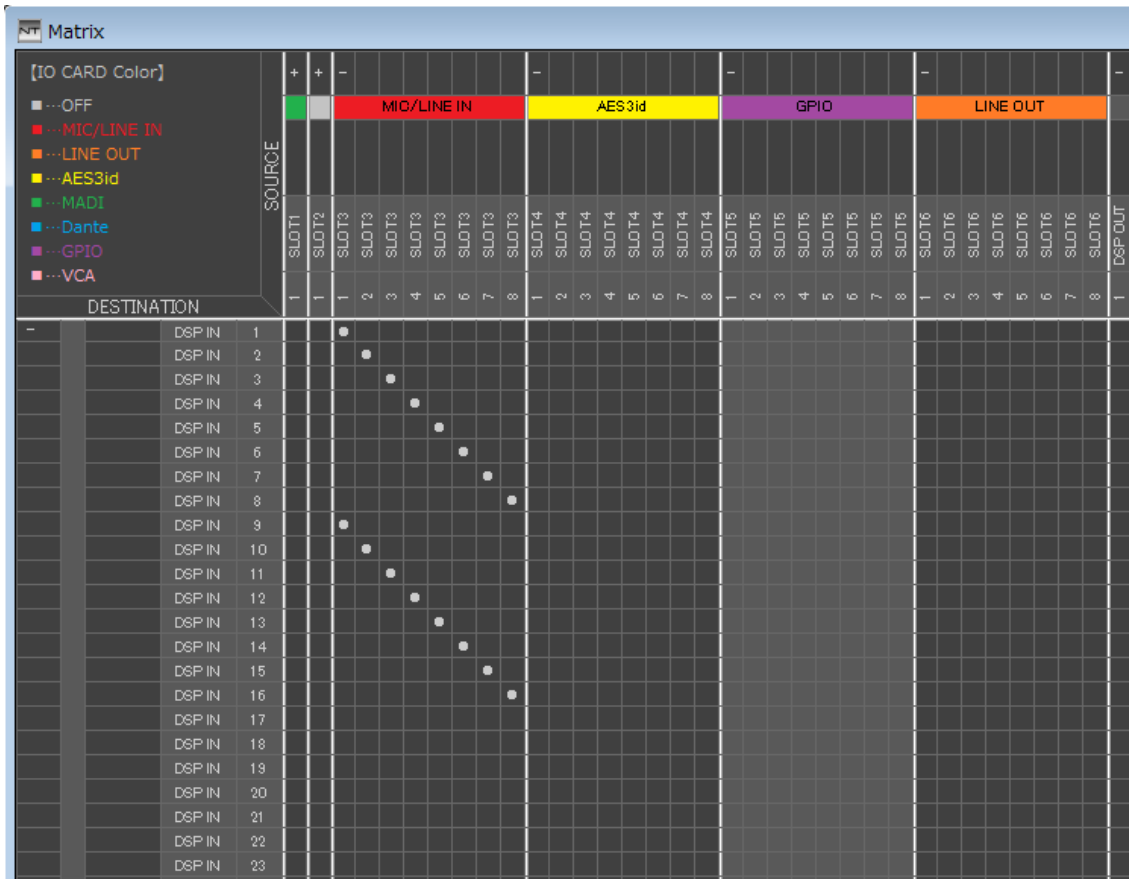 NT Matrix
【IO CARD Color】
■…OFF
■…MIC/LINE IN
■…LINE OUT
■…AES3id
■…MADI
■…Dante
■…GPIO
■…VCA
SOURCE
DESTINATION
+ + − − − − −
MIC/LINE IN AES3id GPIO LINE OUT
SLOT1 SLOT2 SLOT3 SLOT3 SLOT3 SLOT3 SLOT3 SLOT3 SLOT3 SLOT3 SLOT4 SLOT4 SLOT4 SLOT4 SLOT4 SLOT4 SLOT4 SLOT4 SLOT5 SLOT5 SLOT5 SLOT5 SLOT5 SLOT5 SLOT5 SLOT5 SLOT6 SLOT6 SLOT6 SLOT6 SLOT6 SLOT6 SLOT6 SLOT6 DSP OUT
1 1 1 2 3 4 5 6 7 8 1 2 3 4 5 6 7 8 1 2 3 4 5 6 7 8 1 2 3 4 5 6 7 8 1
− DSP IN 1
DSP IN 2
DSP IN 3
DSP IN 4
DSP IN 5
DSP IN 6
DSP IN 7
DSP IN 8
DSP IN 9
DSP IN 10
DSP IN 11
DSP IN 12
DSP IN 13
DSP IN 14
DSP IN 15
DSP IN 16
DSP IN 17
DSP IN 18
DSP IN 19
DSP IN 20
DSP IN 21
DSP IN 22
DSP IN 23